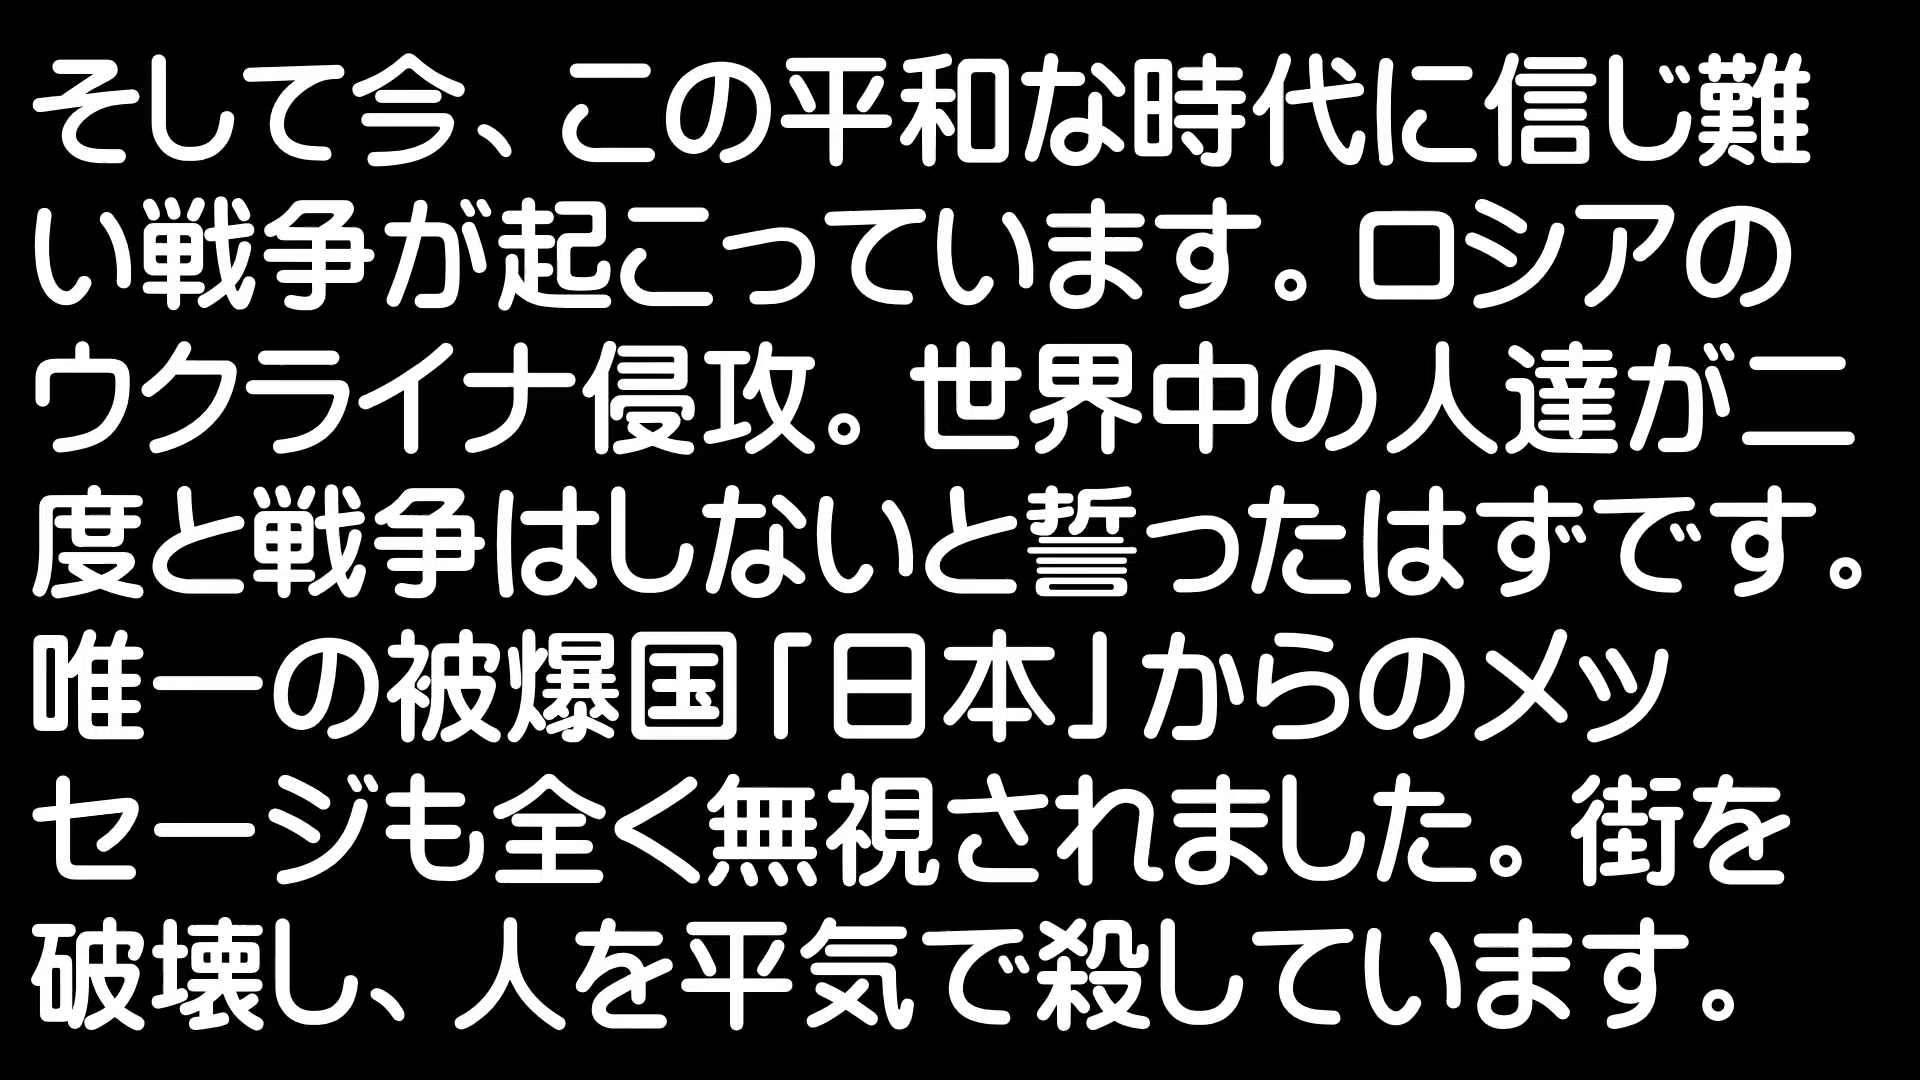 そして今、この平和な時代に信じ難
い戦争が起こっています。ロシアの
ウクライナ侵攻。世界中の人達が二
度と戦争はしないと誓ったはずです。
唯一の被爆国「日本」からのメッ
セージも全く無視されました。街を
破壊し、人を平気で殺しています。